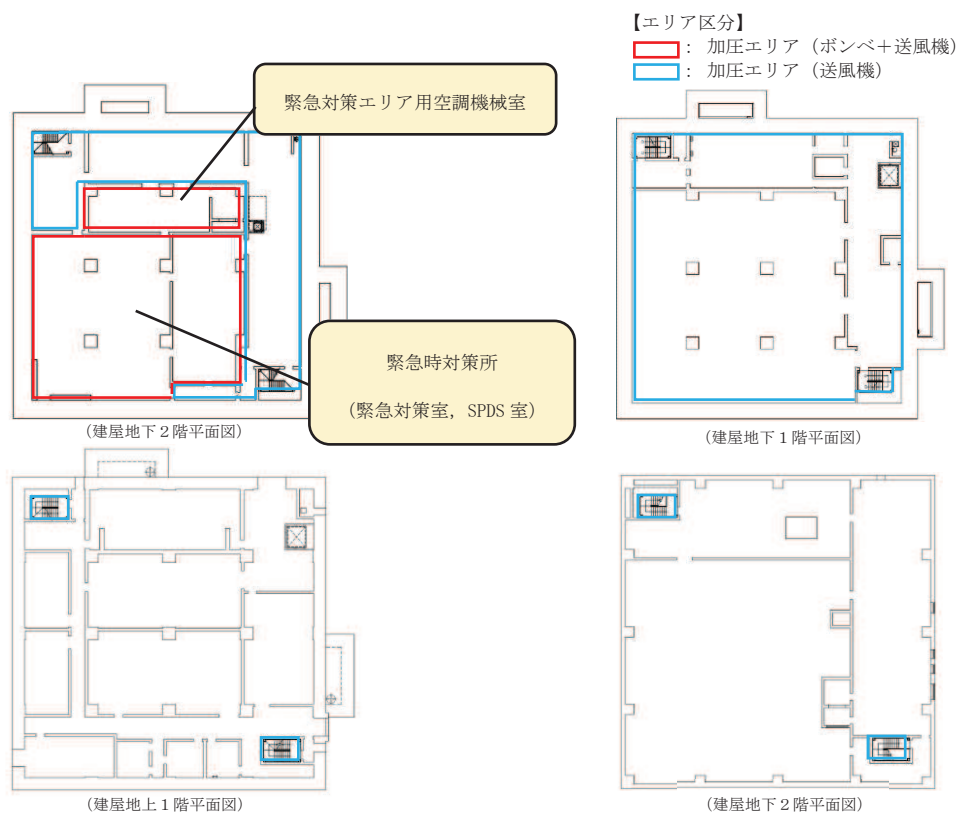 【エリア区分】
： 加圧エリア（ボンベ＋送風機）
： 加圧エリア（送風機）
緊急対策エリア用空調機械室
緊急時対策所
（緊急対策室，SPDS 室）
（建屋地下２階平面図）
（建屋地下１階平面図）
（建屋地上１階平面図）
（建屋地下２階平面図）